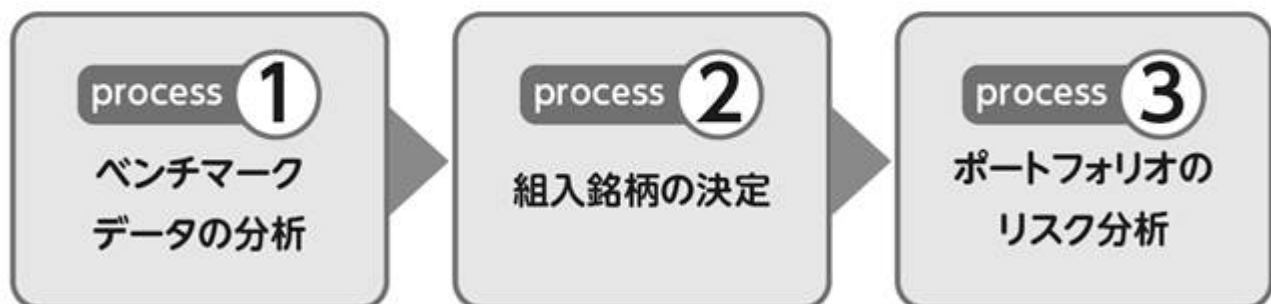 process 1
ベンチマーク
データの分析
process 2
組入銘柄の決定
process 3
ポートフォリオの
リスク分析